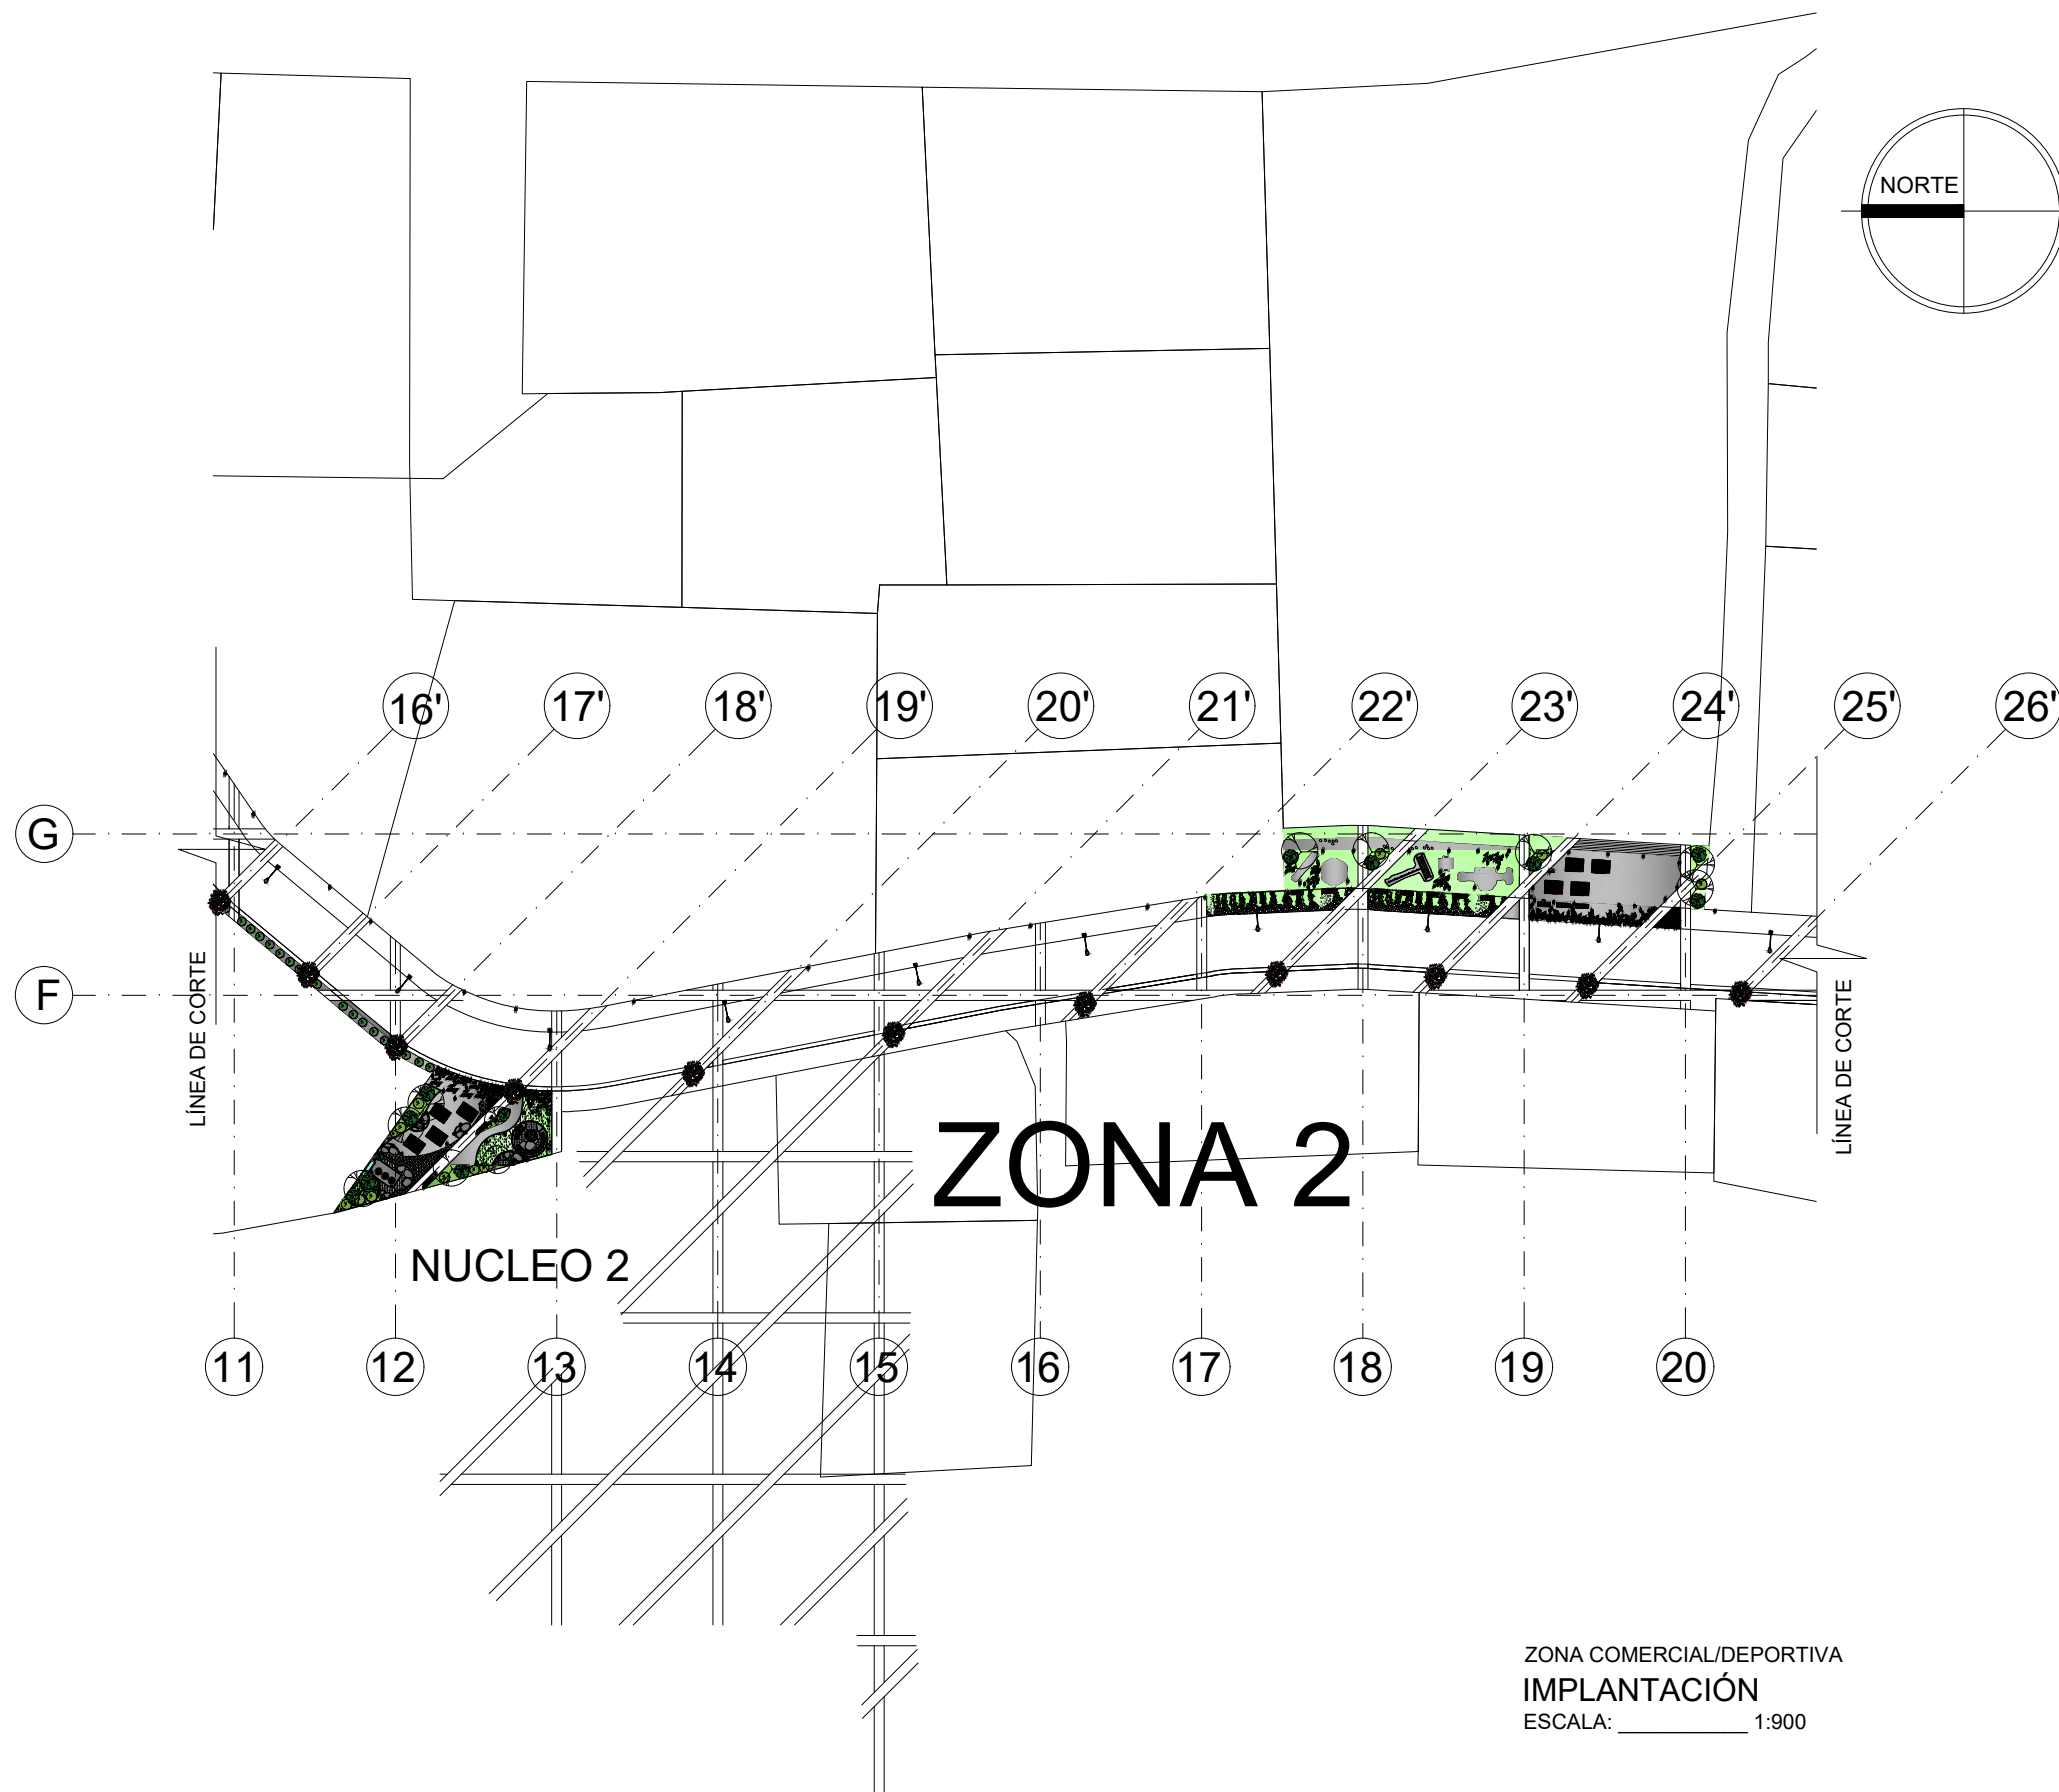 NORTE
16' 17' 18' 19' 20' 21' 22' 23' 24' 25' 26'
G
F
LÍNEA DE CORTE
LÍNEA DE CORTE
ZONA 2
NUCLEO 2
11 12 13 14 15 16 17 18 19 20
ZONA COMERCIAL/DEPORTIVA
IMPLANTACIÓN
ESCALA: ___________ 1:900